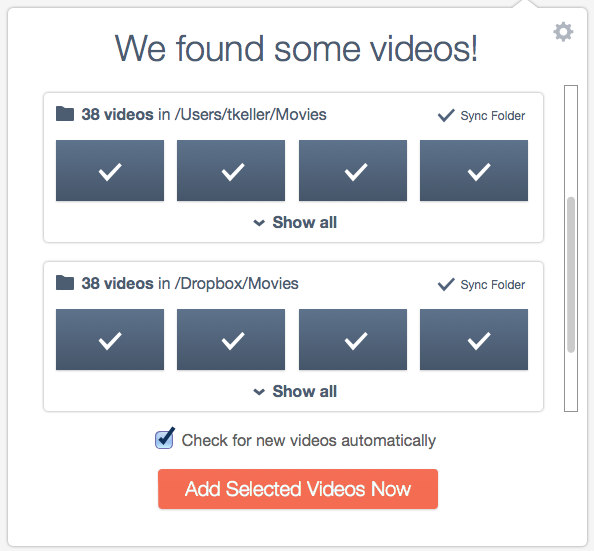 We found some videos!
38 videos in /Users/tkeller/Movies
Sync Folder
Show all
38 videos in /Dropbox/Movies
Sync Folder
Show all
Check for new videos automatically
Add Selected Videos Now